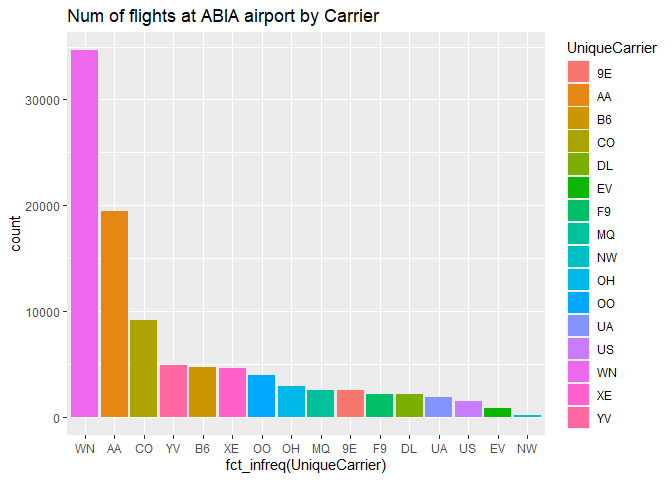 Num of flights at ABIA airport by Carrier
count
30000
20000
10000
0
WN AA CO YV B6 XE OO OH MQ 9E F9 DL UA US EV NW
fct_infreq(UniqueCarrier)
UniqueCarrier
9E
AA
B6
CO
DL
EV
F9
MQ
NW
OH
OO
UA
US
WN
XE
YV